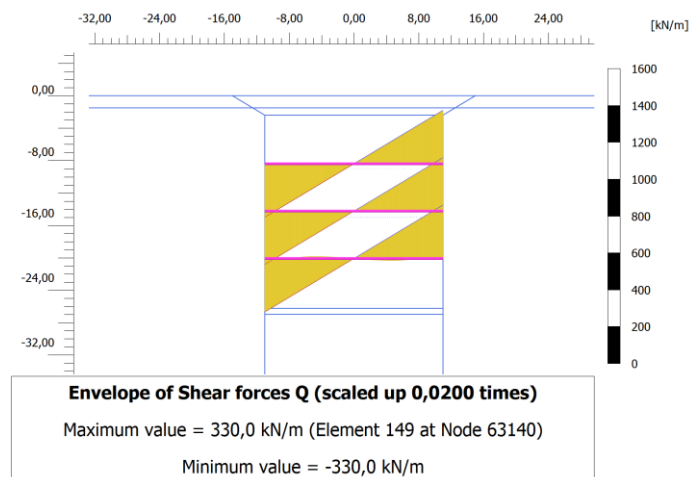 -32,00 -24,00 -16,00 -8,00 0,00 8,00 16,00 24,00
[kN/m]
0,00
-8,00
-16,00
-24,00
-32,00
1600
1400
1200
1000
800
600
400
200
0
Envelope of Shear forces Q (scaled up 0,0200 times)
Maximum value = 330,0 kN/m (Element 149 at Node 63140)
Minimum value = -330,0 kN/m